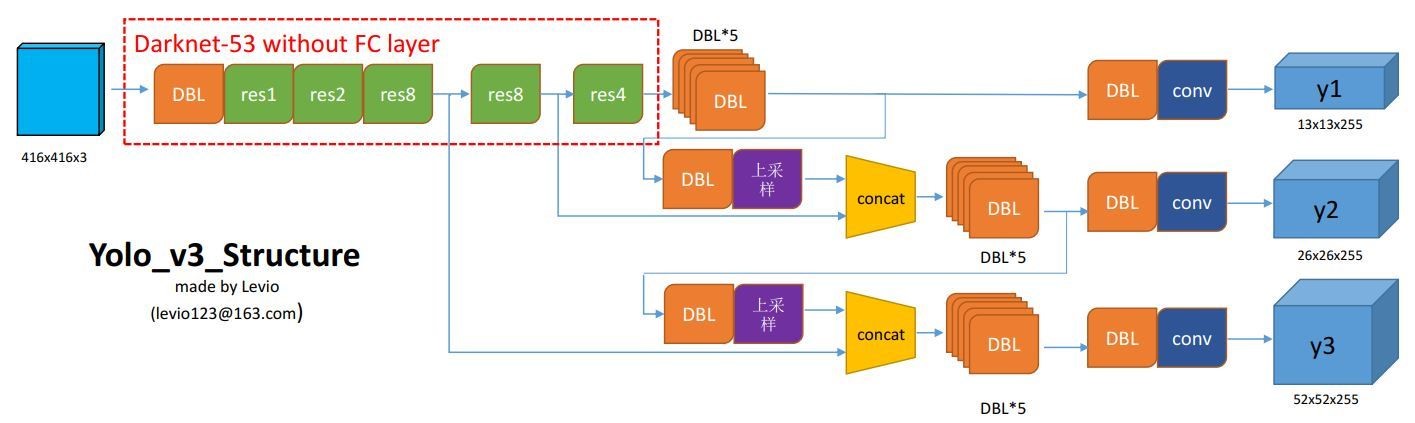 DBL*5
Darknet-53 without FC layer
DBL
res1
res2
res8
res8
res4
DBL
DBL
conv
y1
416x416x3
13x13x255
DBL
上采
样
concat
DBL
DBL
conv
y2
DBL*5
26x26x255
Yolo_v3_Structure
made by Levio
(levio123@163.com)
DBL
上采
样
concat
DBL
DBL
conv
y3
DBL*5
52x52x255